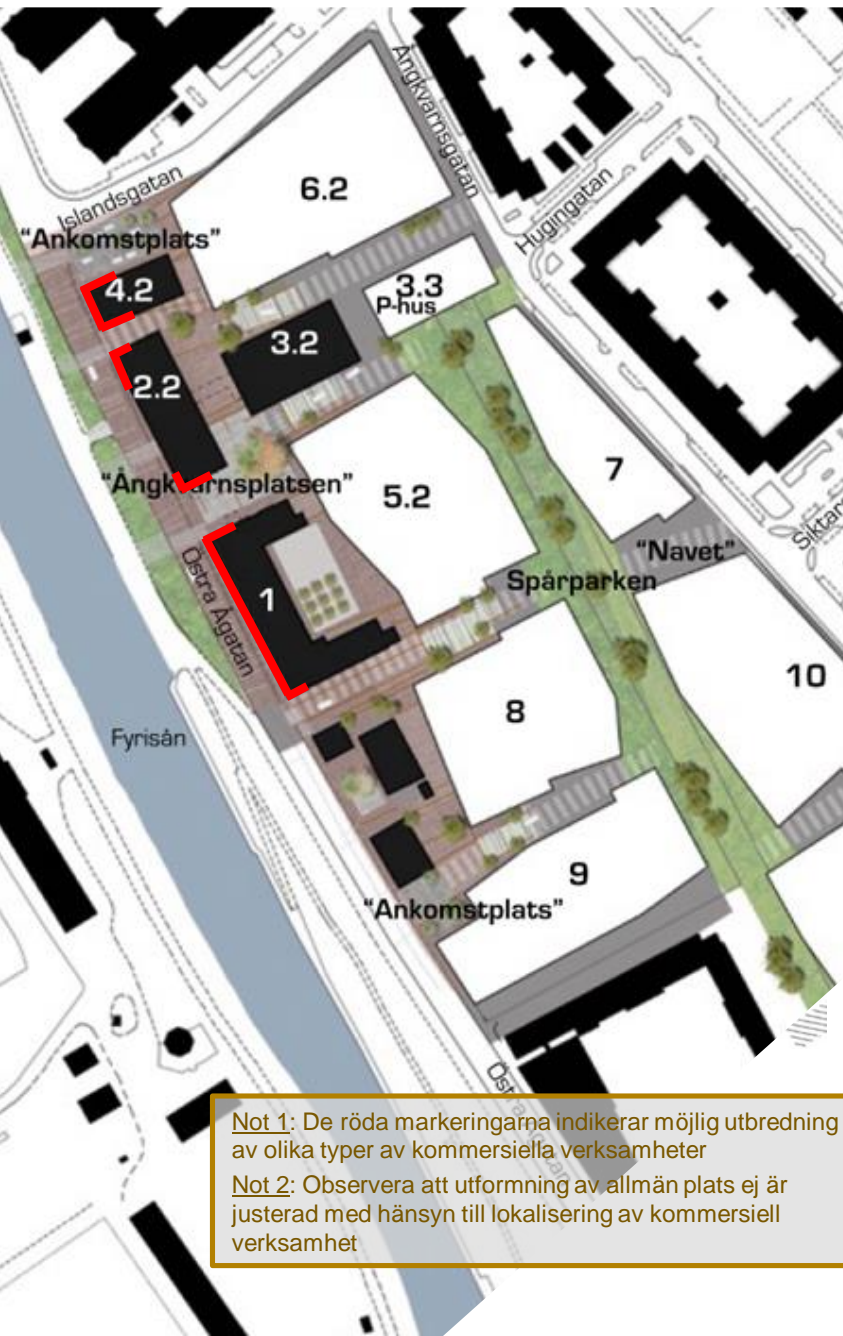 Ångkvarnsgatan
6.2
Islandsgatan
"Ankomstplats"
Hugingatan
4.2
3.3
P-hus
3.2
2.2
7
"Ångkvarnsplatsen"
5.2
"Navet"
Spårparken
1
Östra Ågatan
10
8
Fyrisån
9
"Ankomstplats"
Östra Ågatan
Not 1: De röda markeringarna indikerar möjlig utbredning
av olika typer av kommersiella verksamheter
Not 2: Observera att utformning av allmän plats ej är
justerad med hänsyn till lokalisering av kommersiell
verksamhet